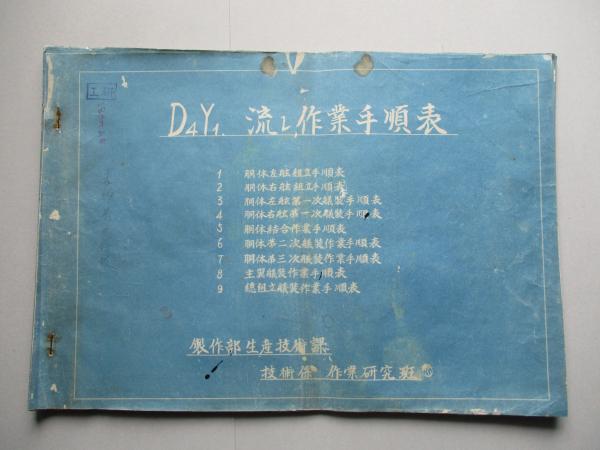 工研
D4Y1 流し作業手順表
1 胴体左舷組立手順表
2 胴体右舷組立手順表
3 胴体左舷第一次艤装手順表
4 胴体右舷第一次艤装手順表
5 胴体結合作業手順表
6 胴体第二次艤装作業手順表
7 胴体第三次艤装作業手順表
8 主翼艤装作業手順表
9 總組立艤装作業手順表
製作部生産技術課
技術係 作業研究班